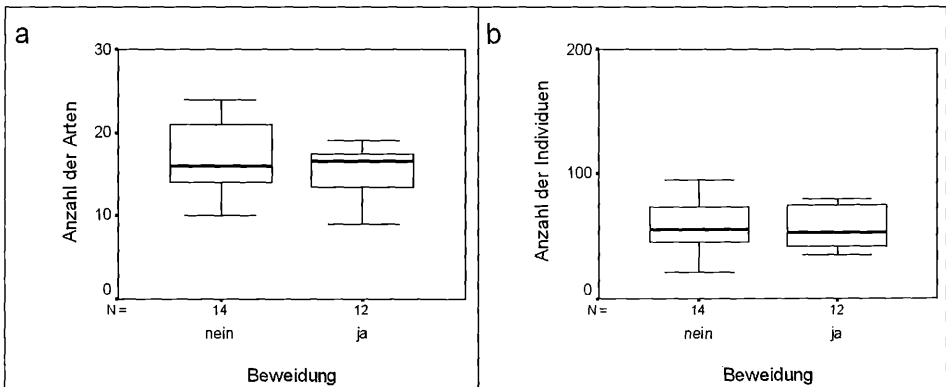 a
Anzahl der Arten
30
20
10
0
N = 14 12
nein ja
Beweidung
b
Anzahl der Individuen
200
100
0
N = 14 12
nein ja
Beweidung